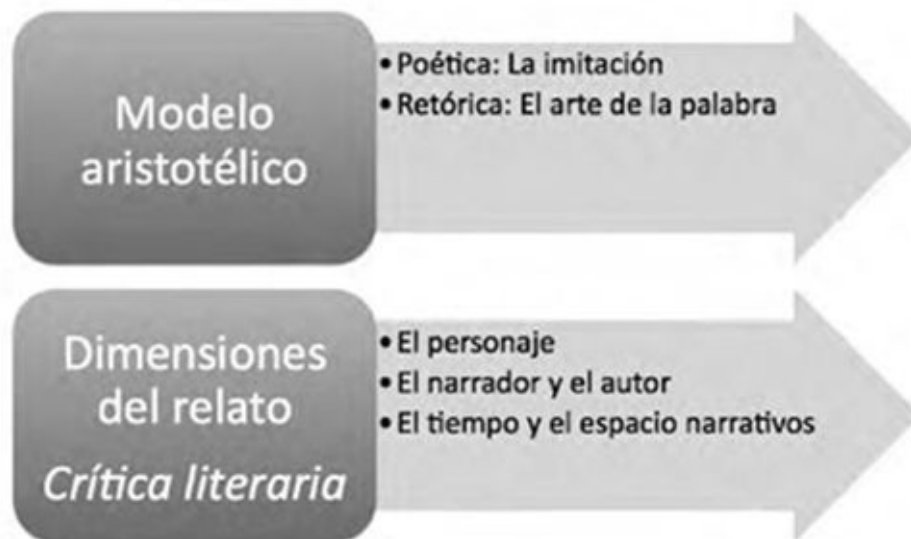 Modelo
aristotélico
• Poética: La imitación
• Retórica: El arte de la palabra
Dimensiones
del relato
Crítica literaria
• El personaje
• El narrador y el autor
• El tiempo y el espacio narrativos